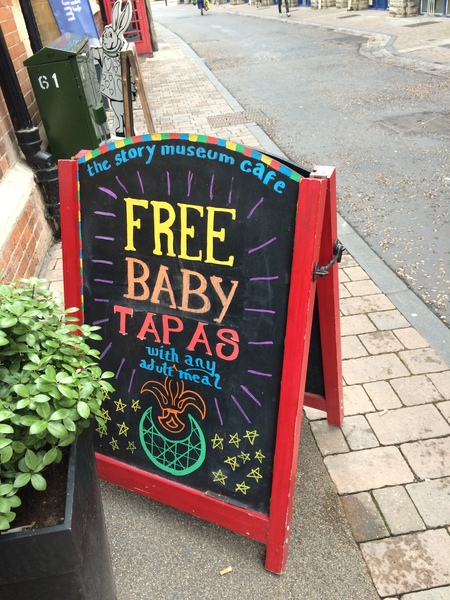 61
the story museum cafe
FREE
BABY
TAPAS
with any
adult meal